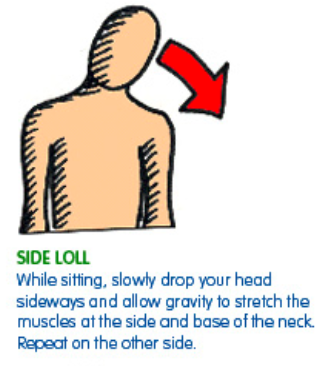 SIDE LOLL
While sitting, slowly drop your head
sideways and allow gravity to stretch the
muscles at the side and base of the neck.
Repeat on the other side.